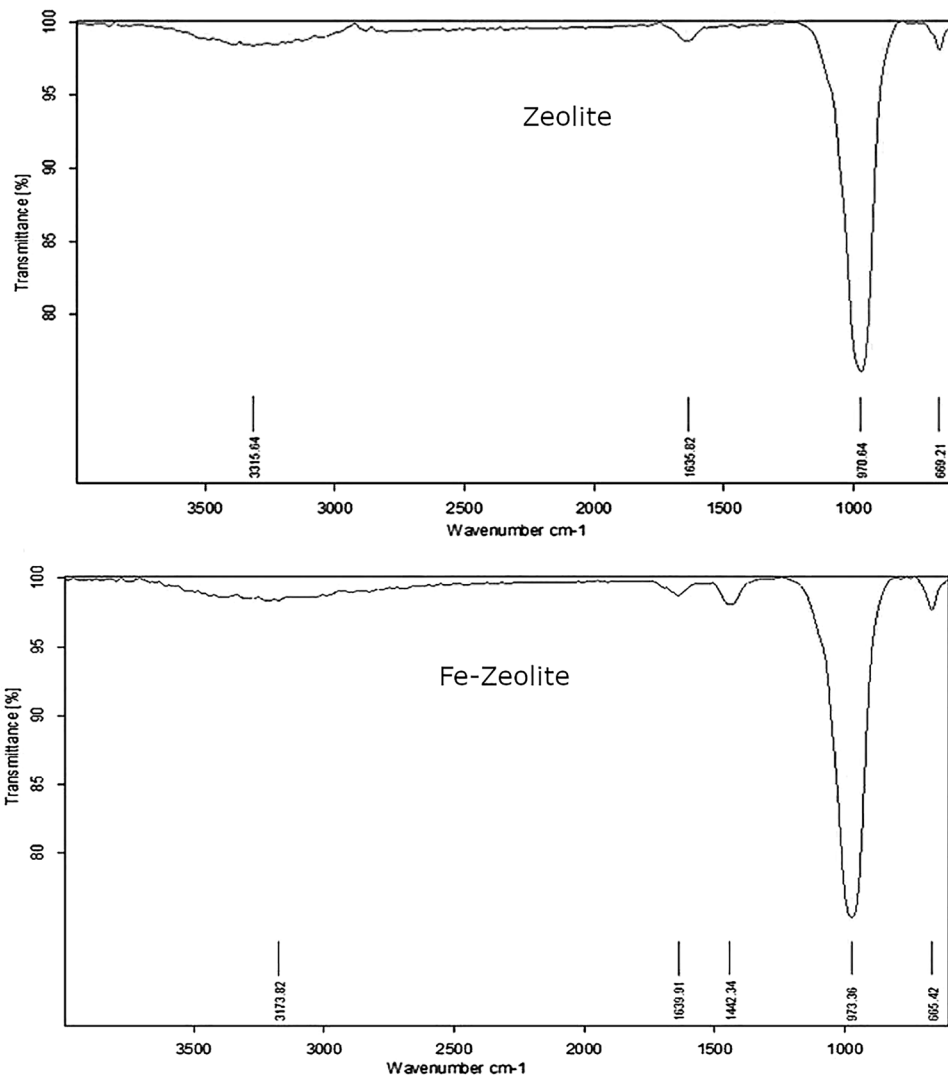 100
95
90
85
80
Transmittance [%]
Zeolite
3315.64
1635.82
970.64
669.21
3500 3000 2500 2000 1500 1000
Wavenumber cm-1
100
95
90
85
80
Transmittance [%]
Fe-Zeolite
3173.82
1639.91
1442.34
973.36
665.42
3500 3000 2500 2000 1500 1000
Wavenumber cm-1